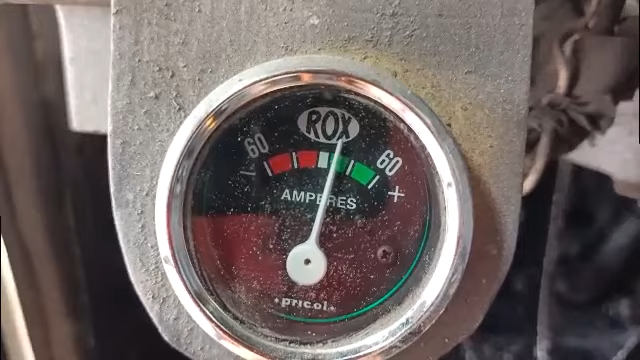 ROX
60 60
- +
AMPERES
pricol